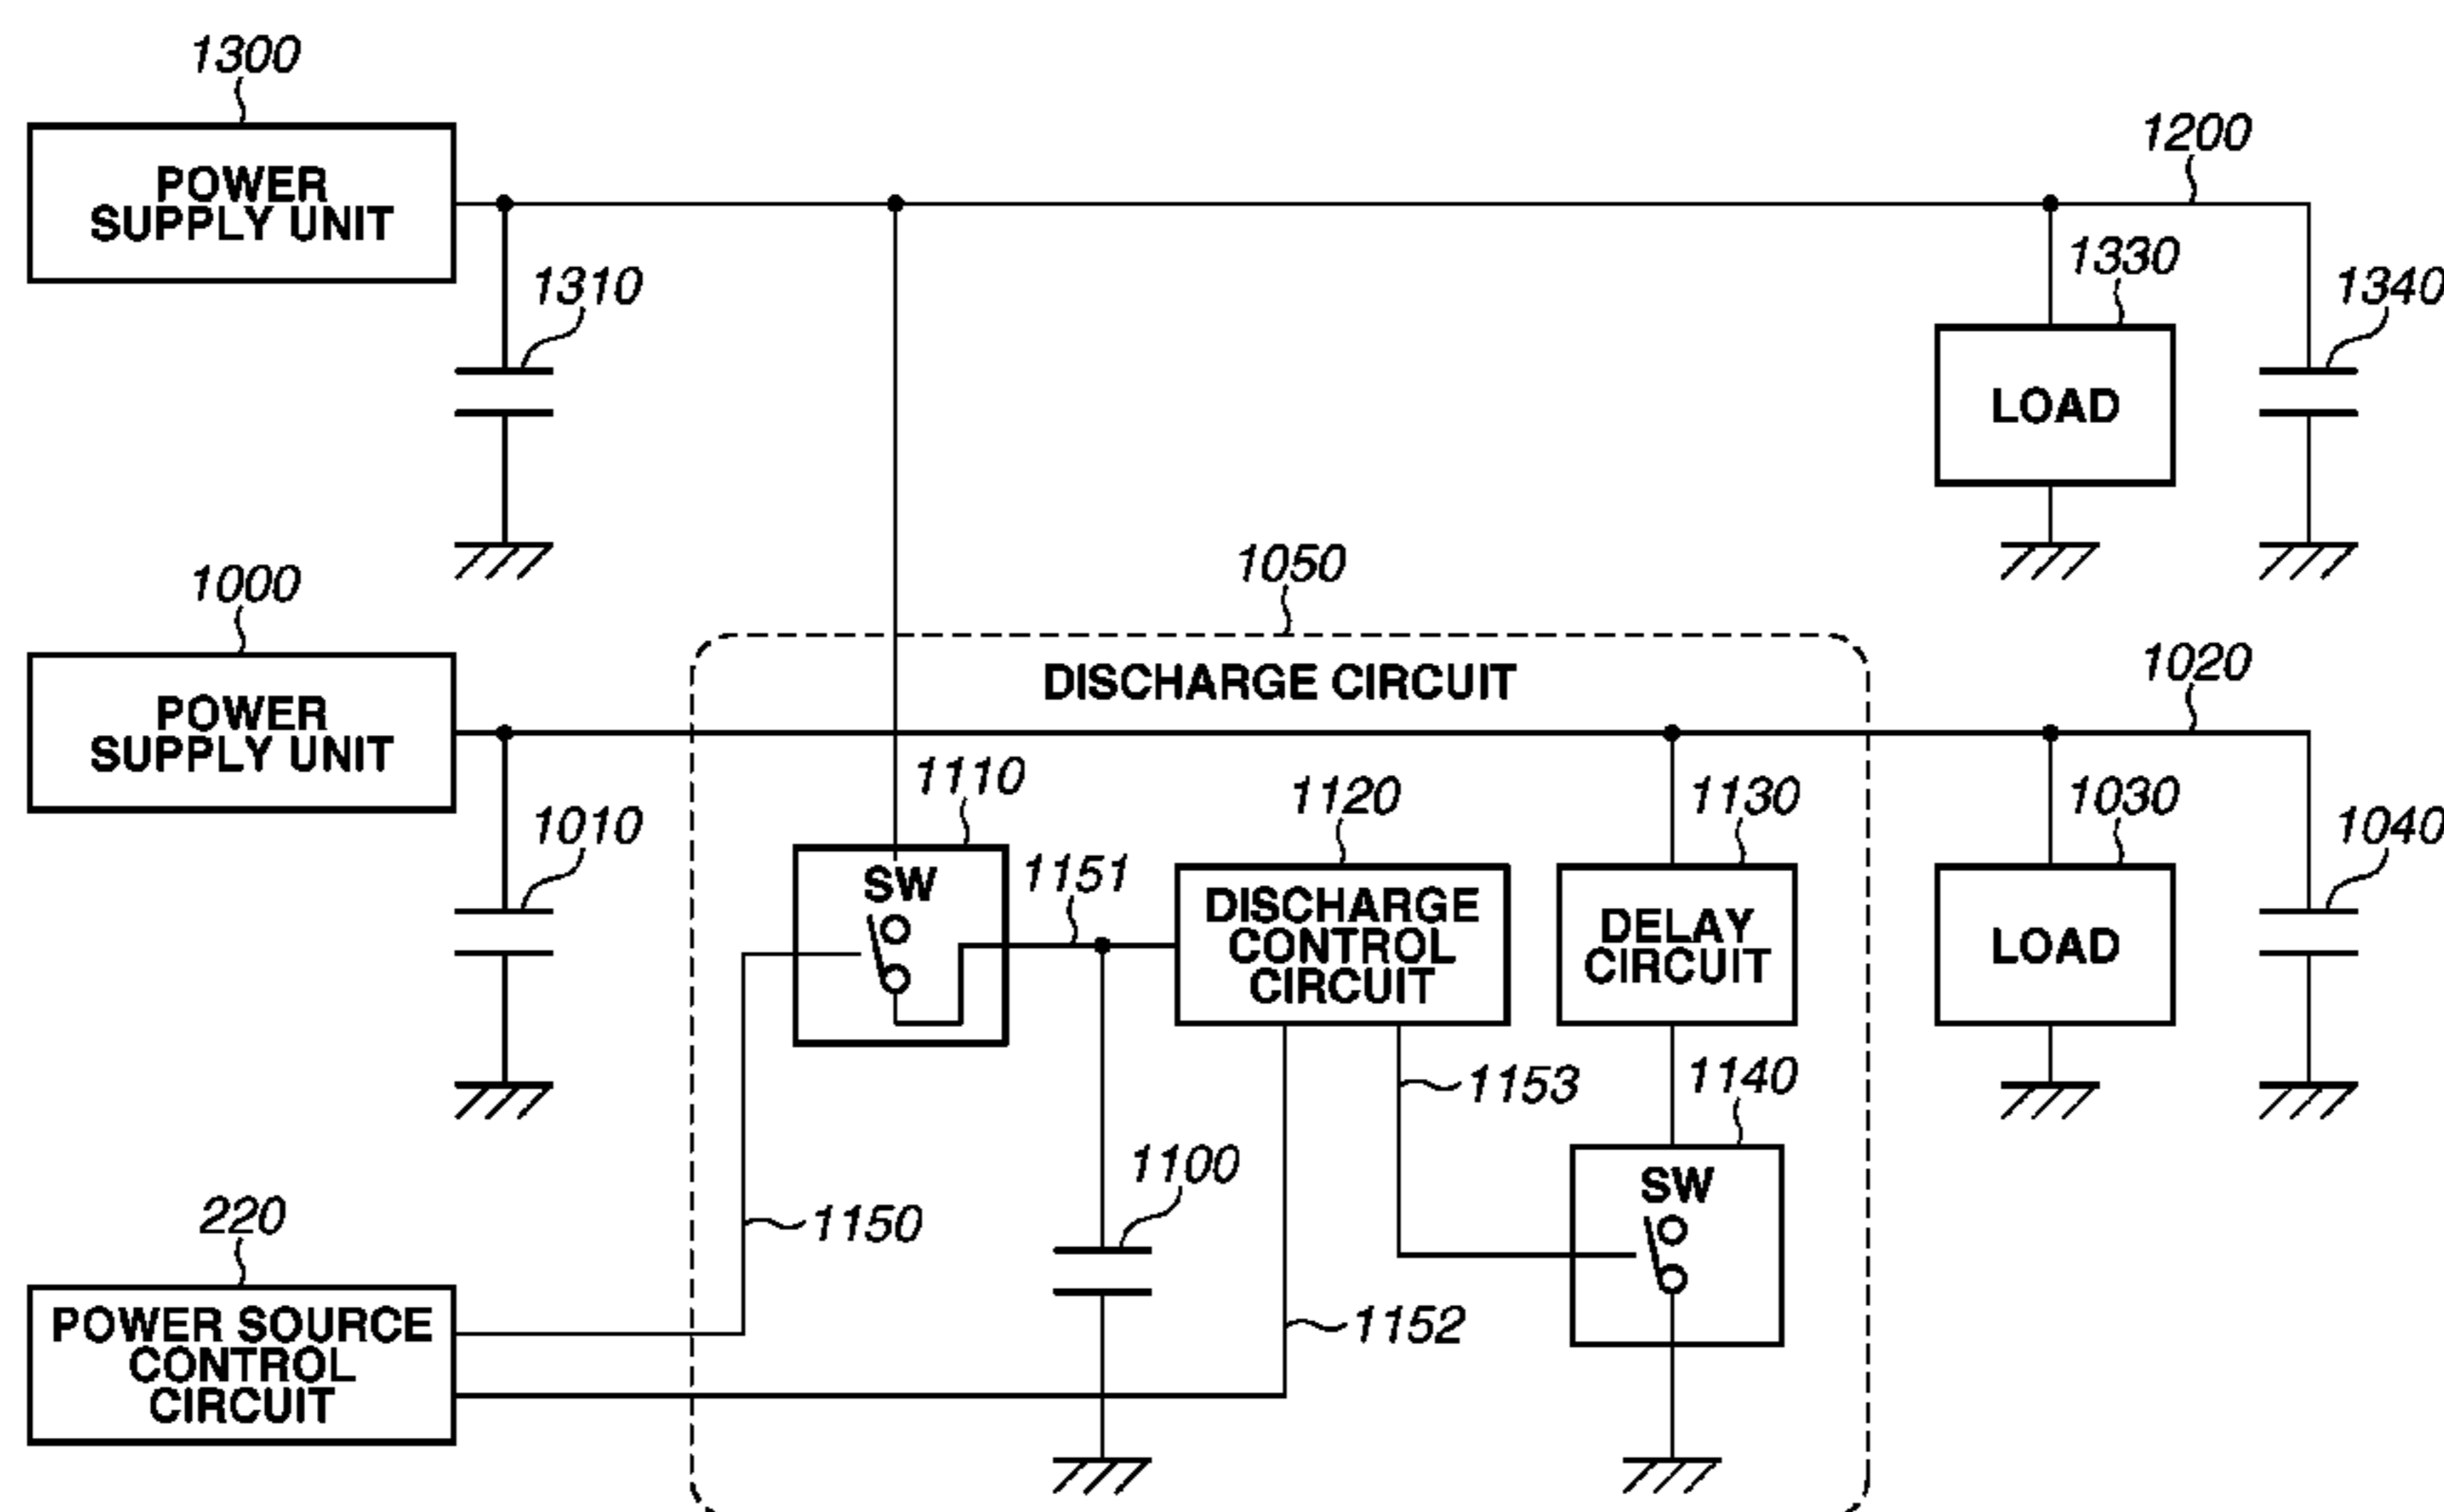 1300
POWER
SUPPLY UNIT
1200
1310
1330
1340
LOAD
1000
POWER
SUPPLY UNIT
1050
DISCHARGE CIRCUIT
1020
1010
1110
SW
1151
1120
DISCHARGE
CONTROL
CIRCUIT
1130
DELAY
CIRCUIT
1030
LOAD
1040
1153
1140
SW
1100
1150
1152
220
POWER SOURCE
CONTROL
CIRCUIT